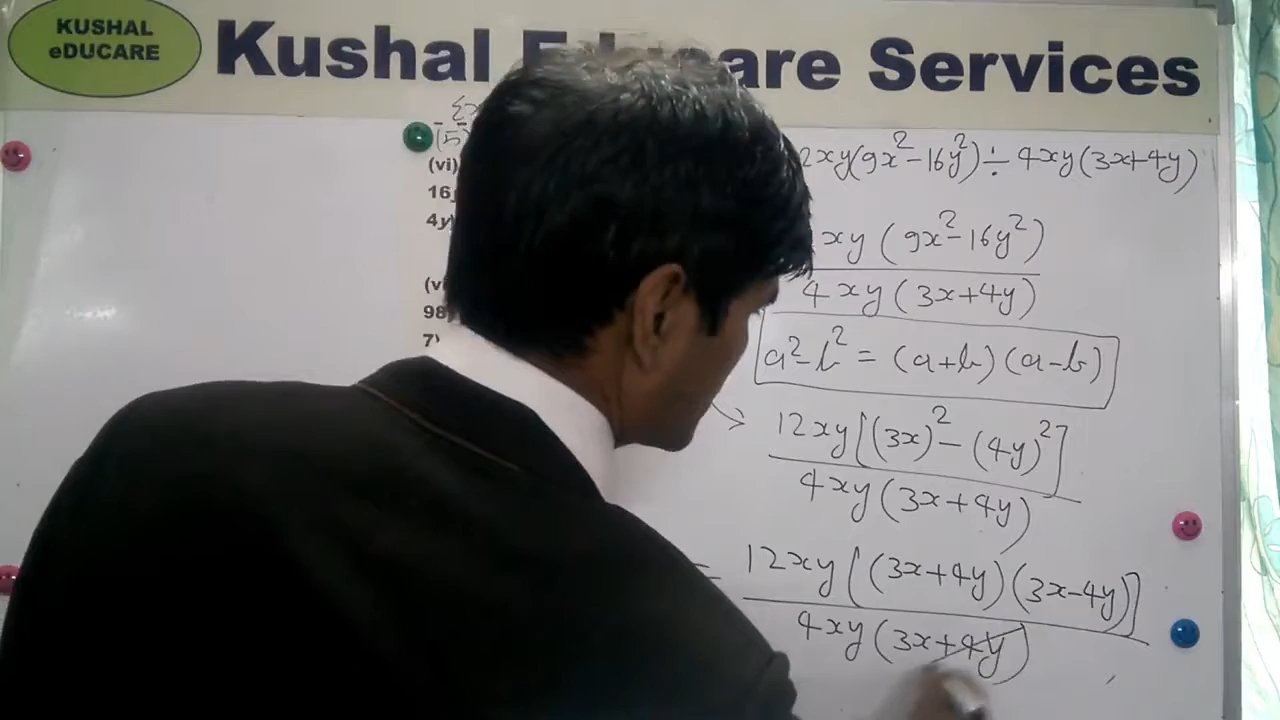 KUSHAL
eDUCARE
Kushal Educare Services
(vi)
2xy(9x²-16y²)÷4xy(3x+4y)
16
4y)
xy(9x²-16y²)
4xy(3x+4y)
98
7)
a²-b²=(a+b)(a-b)
12xy[(3x)²-(4y)²]
4xy(3x+4y)
= 12xy[(3x+4y)(3x-4y)]
4xy(3x+4y)